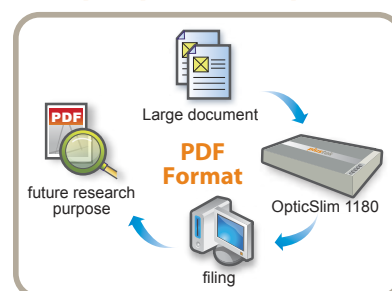 Large document
PDF
PDF
Format
future research
purpose
OpticSlim 1180
filing